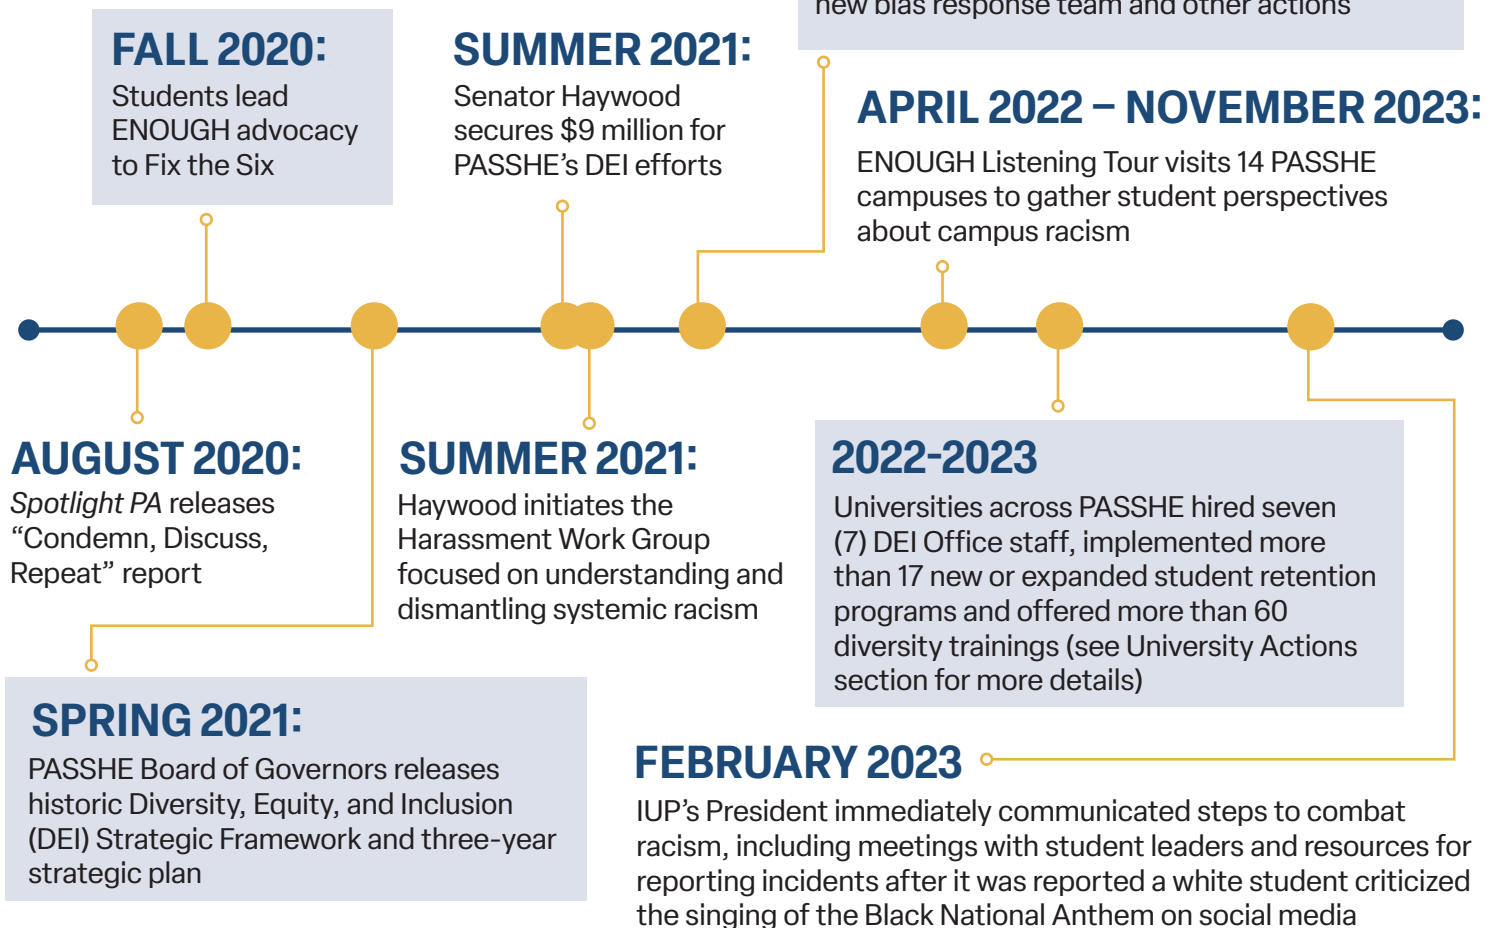 new bias response team and other actions
FALL 2020:
Students lead
ENOUGH advocacy
to Fix the Six
SUMMER 2021:
Senator Haywood
secures $9 million for
PASSHE’s DEI efforts
APRIL 2022 – NOVEMBER 2023:
ENOUGH Listening Tour visits 14 PASSHE
campuses to gather student perspectives
about campus racism
AUGUST 2020:
Spotlight PA releases
“Condemn, Discuss,
Repeat” report
SUMMER 2021:
Haywood initiates the
Harassment Work Group
focused on understanding and
dismantling systemic racism
2022-2023
Universities across PASSHE hired seven
(7) DEI Office staff, implemented more
than 17 new or expanded student retention
programs and offered more than 60
diversity trainings (see University Actions
section for more details)
SPRING 2021:
PASSHE Board of Governors releases
historic Diversity, Equity, and Inclusion
(DEI) Strategic Framework and three-year
strategic plan
FEBRUARY 2023
IUP’s President immediately communicated steps to combat
racism, including meetings with student leaders and resources for
reporting incidents after it was reported a white student criticized
the singing of the Black National Anthem on social media